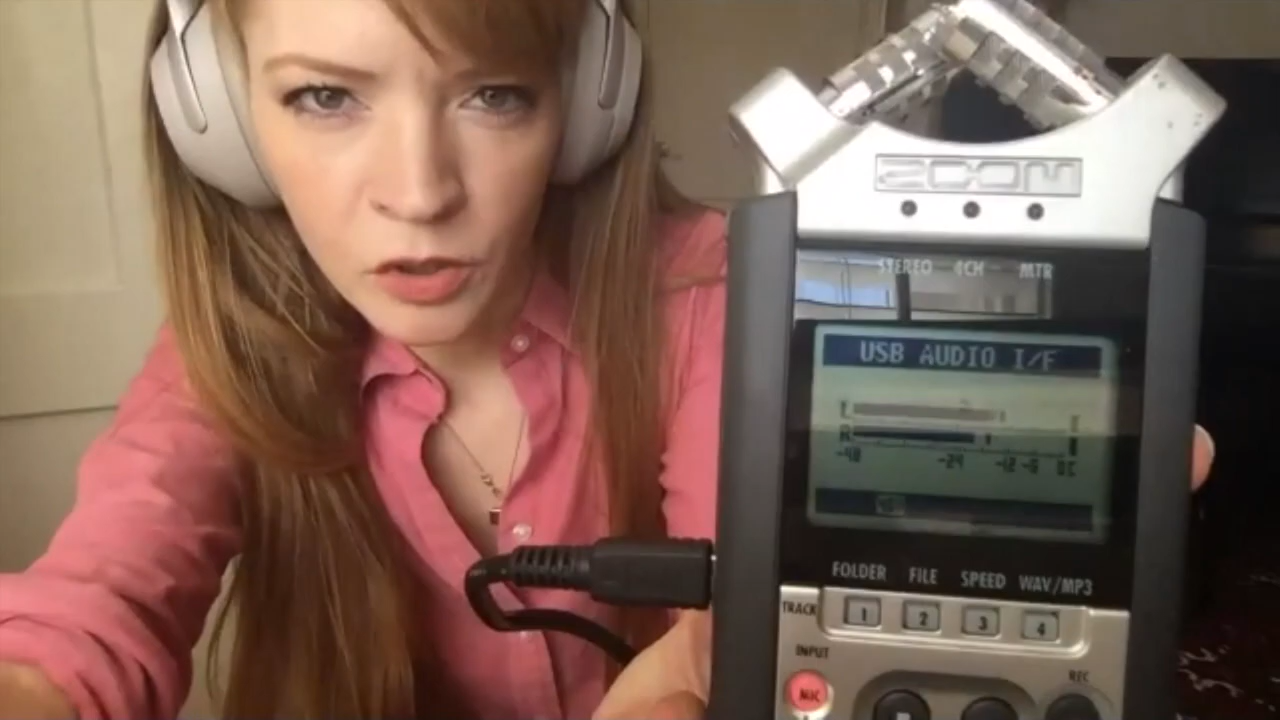 ZOOM
STEREO 4CH MTR
USB AUDIO I/F
L
R
-48 -24 -12 -6 0
FOLDER FILE SPEED WAV/MP3
TRACK 1 2 3 4
INPUT
MIC
REC